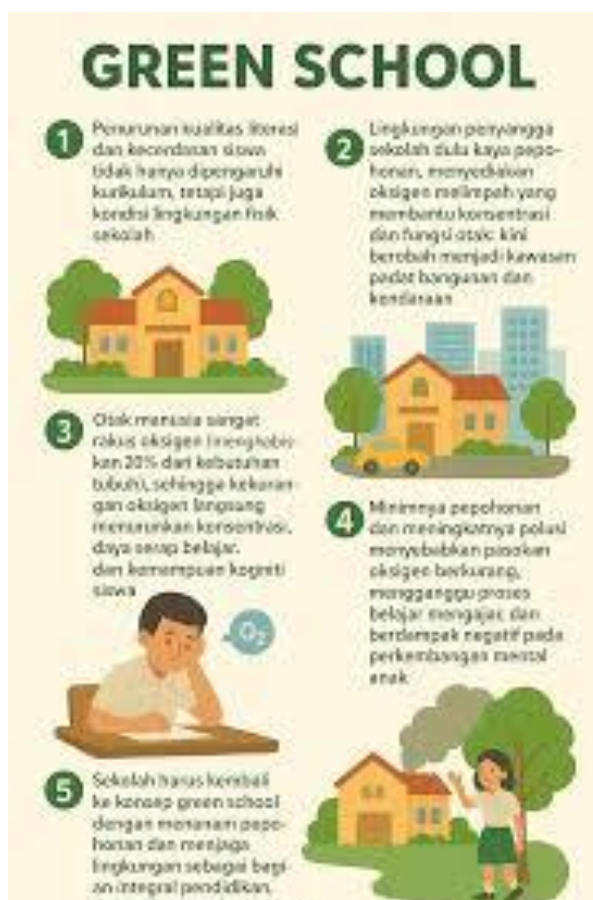 GREEN SCHOOL
1
Penurunan kualitas literasi
dan kecerdasan siswa
tidak hanya dipengaruhi
kurikulum, tetapi juga
kondisi lingkungan fisik
sekolah
2
Lingkungan penyangga
sekolah dulu kaya pepo-
honan, menyediakan
oksigen melimpah yang
membantu konsentrasi
dan fungsi otak: kini
berobah menjadi kawasan
padat bangunan dan
kendaraan
3
Otak manusia sangat
rakus oksigen (menghabis-
kan 20% dari kebutuhan
tubuh), sehingga kekuran-
gan oksigen langsung
menurunkan konsentrasi,
daya serap belajar,
dan kemampuan kogniti
siswa
O2
4
Minimnya pepohonan
dan meningkatnya polusi
menyebabkan pasokan
oksigen berkurang,
mengganggu proses
belajar mengajar, dan
berdampak negatif pada
perkembangan mental
anak
5
Sekolah harus kembali
ke konsep green school
dengan menanam pepo-
honan dan menjaga
lingkungan sebagai bagi-
an integral pendidikan,